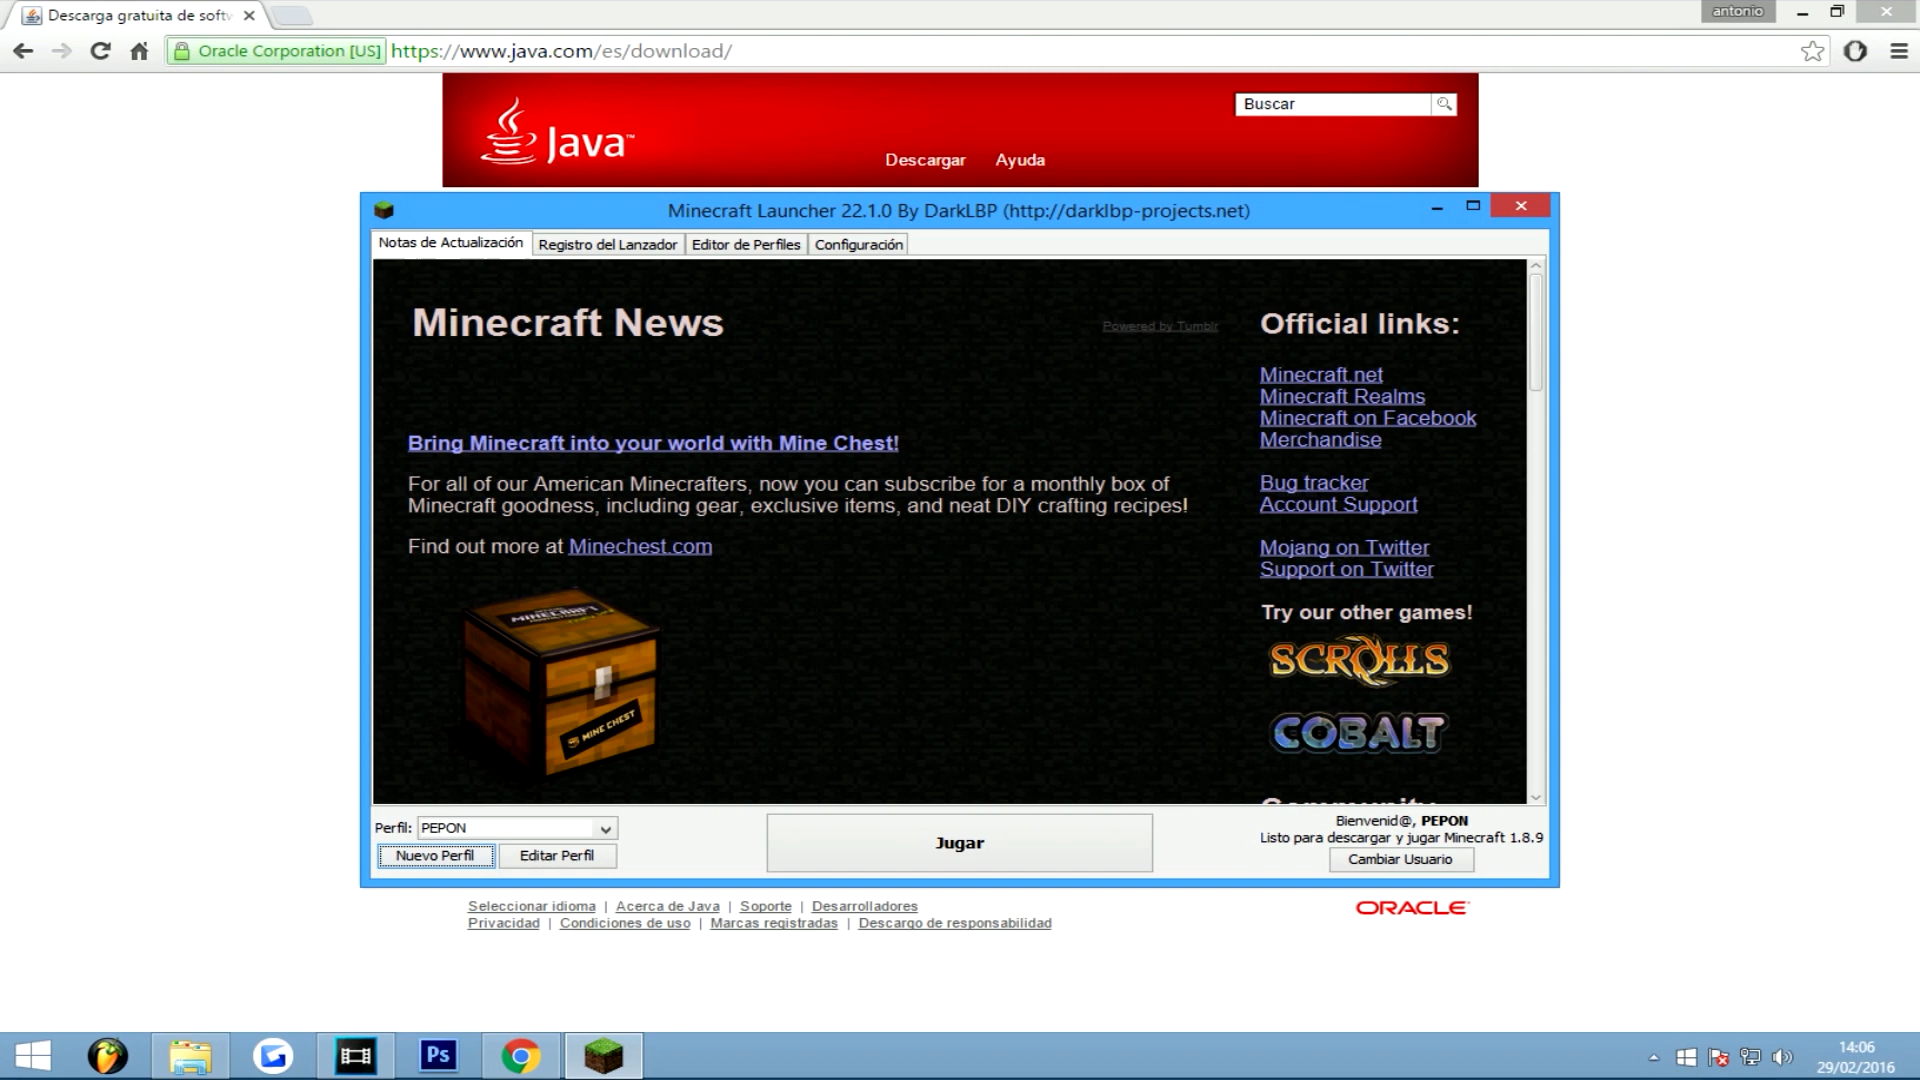 Descarga gratuita de softw
antonio
Oracle Corporation [US] https://www.java.com/es/download/
Java™
Buscar
Descargar Ayuda
Minecraft Launcher 22.1.0 By DarkLBP (http://darklbp-projects.net)
Notas de Actualización Registro del Lanzador Editor de Perfiles Configuración
Minecraft News
Powered by Tumblr
Bring Minecraft into your world with Mine Chest!
For all of our American Minecrafters, now you can subscribe for a monthly box of
Minecraft goodness, including gear, exclusive items, and neat DIY crafting recipes!
Find out more at Minechest.com
MINECRAFT
MINE CHEST
Official links:
Minecraft.net
Minecraft Realms
Minecraft on Facebook
Merchandise
Bug tracker
Account Support
Mojang on Twitter
Support on Twitter
Try our other games!
SCROLLS
COBALT
Community
Perfil: PEPON
Nuevo Perfil Editar Perfil
Jugar
Bienvenid@, PEPON
Listo para descargar y jugar Minecraft 1.8.9
Cambiar Usuario
Seleccionar idioma | Acerca de Java | Soporte | Desarrolladores
Privacidad | Condiciones de uso | Marcas registradas | Descargo de responsabilidad
ORACLE
Ps
14:06
29/02/2016